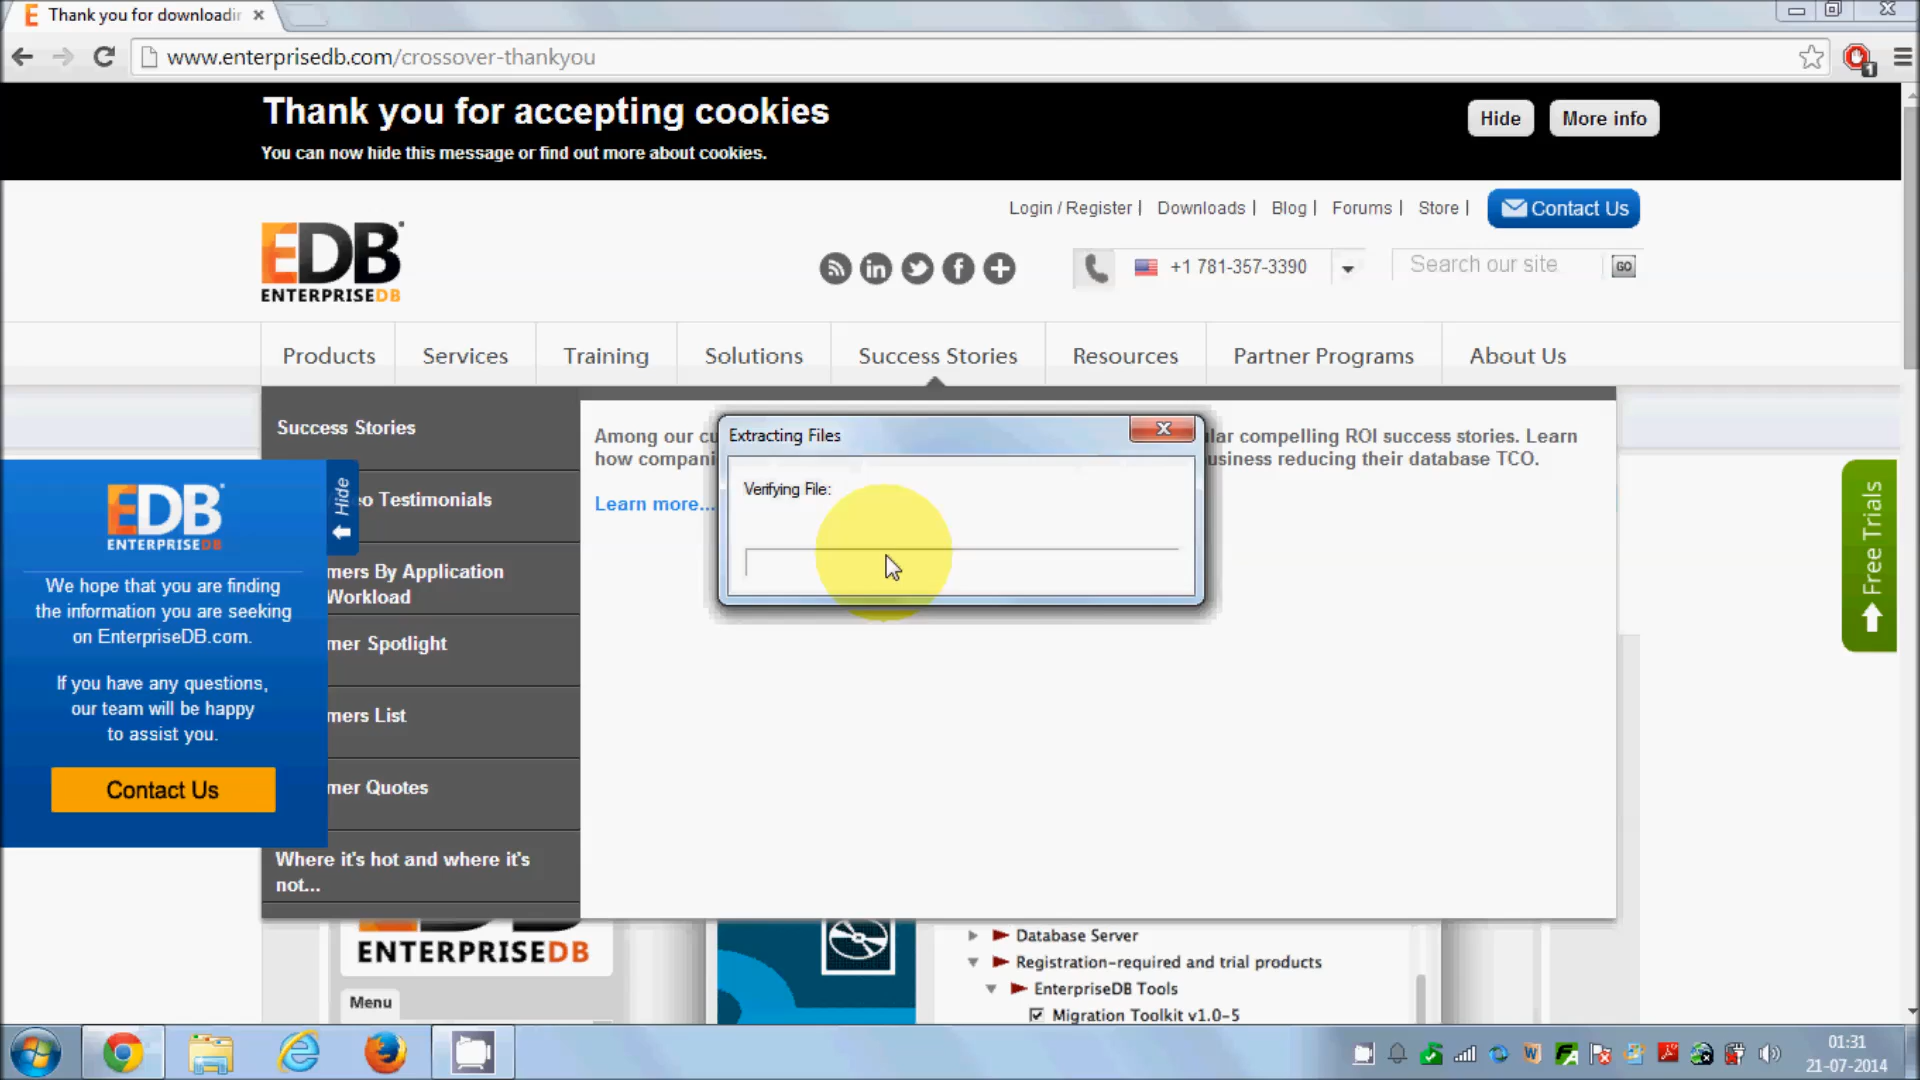 Thank you for downloadin
www.enterprisedb.com/crossover-thankyou
1
Thank you for accepting cookies
Hide
More info
You can now hide this message or find out more about cookies.
Login / Register |
Downloads |
Blog |
Forums |
Store |
Contact Us
EDB
ENTERPRISEDB
in
f
+1 781-357-3390
Search our site
GO
Products
Services
Training
Solutions
Success Stories
Resources
Partner Programs
About Us
Success Stories
Extracting Files
Among our cu
lar compelling ROI success stories. Learn
how compani
usiness reducing their database TCO.
Verifying File:
Learn more...
Hide
EDB
ENTERPRISEDB
eo Testimonials
Free Trials
We hope that you are finding
the information you are seeking
on EnterpriseDB.com.
mers By Application
Workload
mer Spotlight
If you have any questions,
our team will be happy
to assist you.
mers List
Contact Us
mer Quotes
Where it's hot and where it's
not...
ENTERPRISEDB
Menu
Database Server
Registration-required and trial products
EnterpriseDB Tools
Migration Toolkit v1.0-5
01:31
21-07-2014